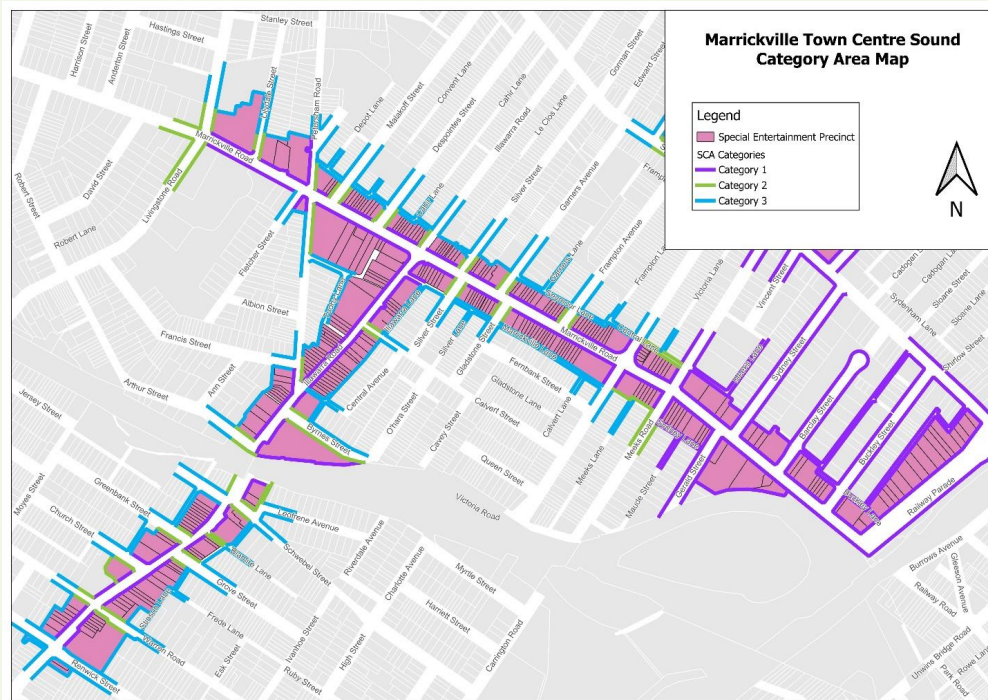 Marrickville Town Centre Sound
Category Area Map
Legend
Special Entertainment Precinct
SCA Categories
Category 1
Category 2
Category 3
N
Stanley Street
Hastings Street
Harrison Street
Anderton Street
Petersham Road
Depot Lane
Malakoff Street
Convent Lane
Despointes Street
Cahir Lane
Illawarra Road
Le Clos Lane
Gorman Street
Edward Street
Silver Street
Garners Avenue
Frampton Avenue
Victoria Lane
Vincent Street
Sydney Street
Cadogan Lane
Sloane Street
Sloane Lane
Sydenham Lane
Shirlow Street
Marrickville Road
Livingstone Road
David Street
Robert Street
Robert Lane
Fletcher Street
Albion Street
Francis Street
Ann Street
Arthur Street
Jersey Street
Illawarra Road
Central Avenue
Byrnes Street
O'hara Street
Silver Street
Gladstone Street
Marrickville Road
Fernbank Street
Gladstone Lane
Calvert Street
Calvert Lane
Cavey Street
Queen Street
Meeks Lane
Meeks Road
Maude Street
Gerald Street
Barclay Street
Buckley Street
Railway Parade
Victoria Road
Moyes Street
Greenbank Street
Church Street
Leofrene Avenue
Schwebel Street
Riverdale Avenue
Charlotte Avenue
Myrtle Street
Harriett Street
Carrington Road
Grove Street
Frede Lane
Esk Street
Ivanhoe Street
High Street
Ruby Street
Warren Road
Renwick Street
Burrows Avenue
Gleeson Avenue
Railway Road
Unwins Bridge Road
Park Road
Rowe Lane